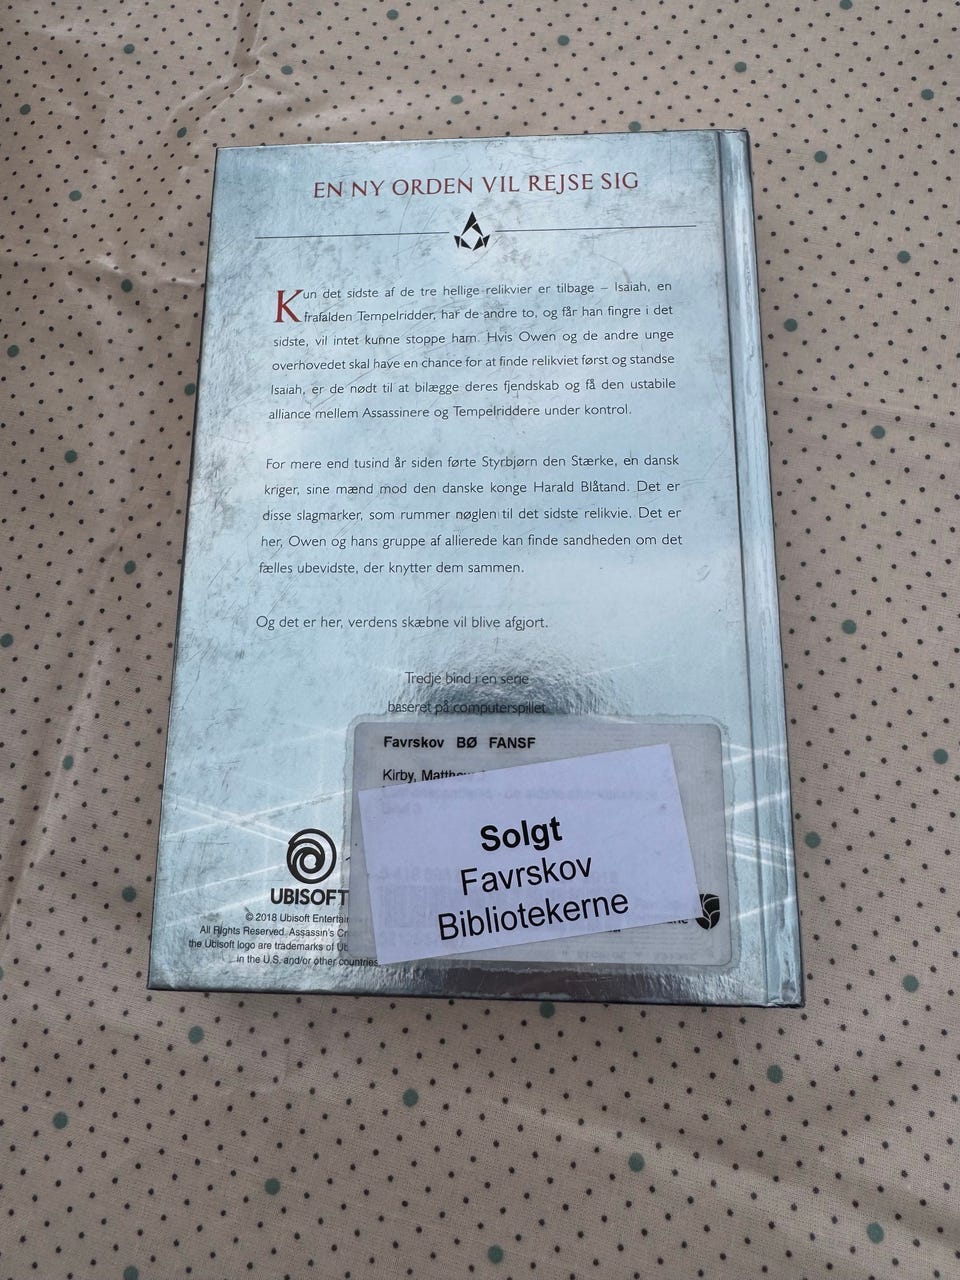 EN NY ORDEN VIL REJSE SIG
Kun det sidste af de tre hellige relikvier er tilbage – Isaiah, en
frafalden Tempelridder, har de andre to, og får han fingre i det
sidste, vil intet kunne stoppe ham. Hvis Owen og de andre unge
overhovedet skal have en chance for at finde relikviet først og standse
Isaiah, er de nødt til at bilægge deres fjendskab og få den ustabile
alliance mellem Assassinere og Tempelriddere under kontrol.
For mere end tusind år siden førte Styrbjørn den Stærke, en dansk
kriger, sine mænd mod den danske konge Harald Blåtand. Det er
disse slagmarker, som rummer nøglen til det sidste relikvie. Det er
her, Owen og hans gruppe af allierede kan finde sandheden om det
fælles ubevidste, der knytter dem sammen.
Og det er her, verdens skæbne vil blive afgjort.
Tredje bind i en serie
baseret på computerspillet
Favrskov BØ FANSF
Kirby,
Solgt
Favrskov
Bibliotekerne
UBISOFT
© 2018 Ubisoft
All Rights Reserved. Assassin's
the Ubisoft logo are trademarks of
in the U.S. and/or other countries